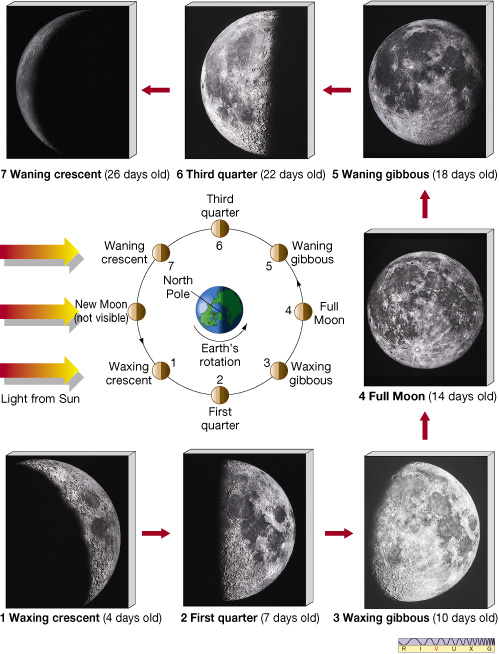 7 Waning crescent (26 days old)
6 Third quarter (22 days old)
5 Waning gibbous (18 days old)
Third
quarter
6
Waning
crescent
7
Waning
gibbous
5
North
Pole
New Moon
(not visible)
4
Full
Moon
Earth's
rotation
Waxing
crescent
1
2
First
quarter
3
Waxing
gibbous
Light from Sun
4 Full Moon (14 days old)
1 Waxing crescent (4 days old)
2 First quarter (7 days old)
3 Waxing gibbous (10 days old)
R I V U X G